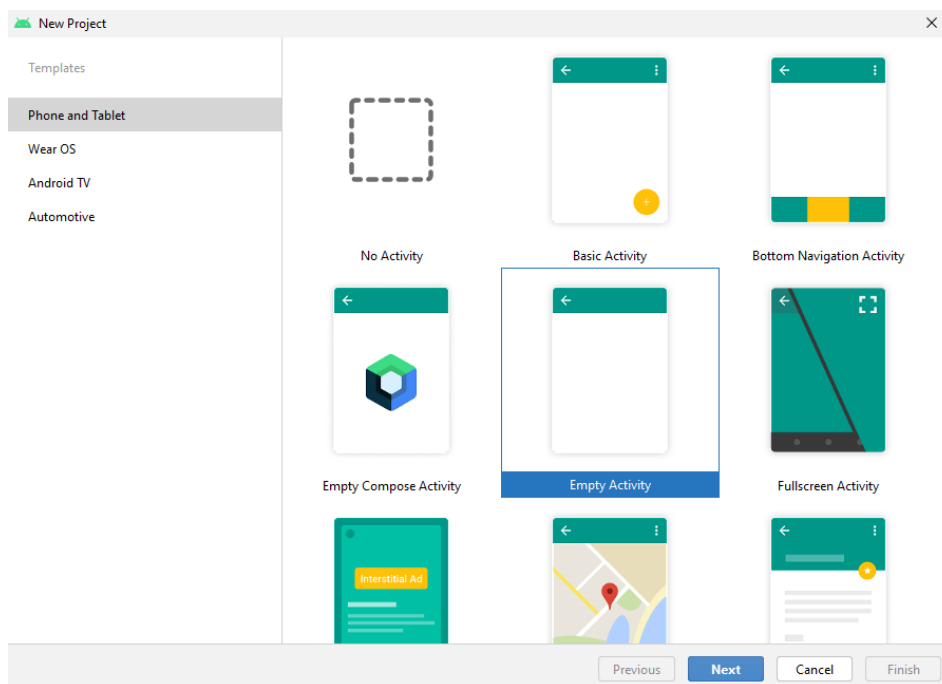 New Project
Templates
Phone and Tablet
Wear OS
Android TV
Automotive
No Activity
Basic Activity
Bottom Navigation Activity
Empty Compose Activity
Empty Activity
Fullscreen Activity
Interstitial Ad
Previous
Next
Cancel
Finish